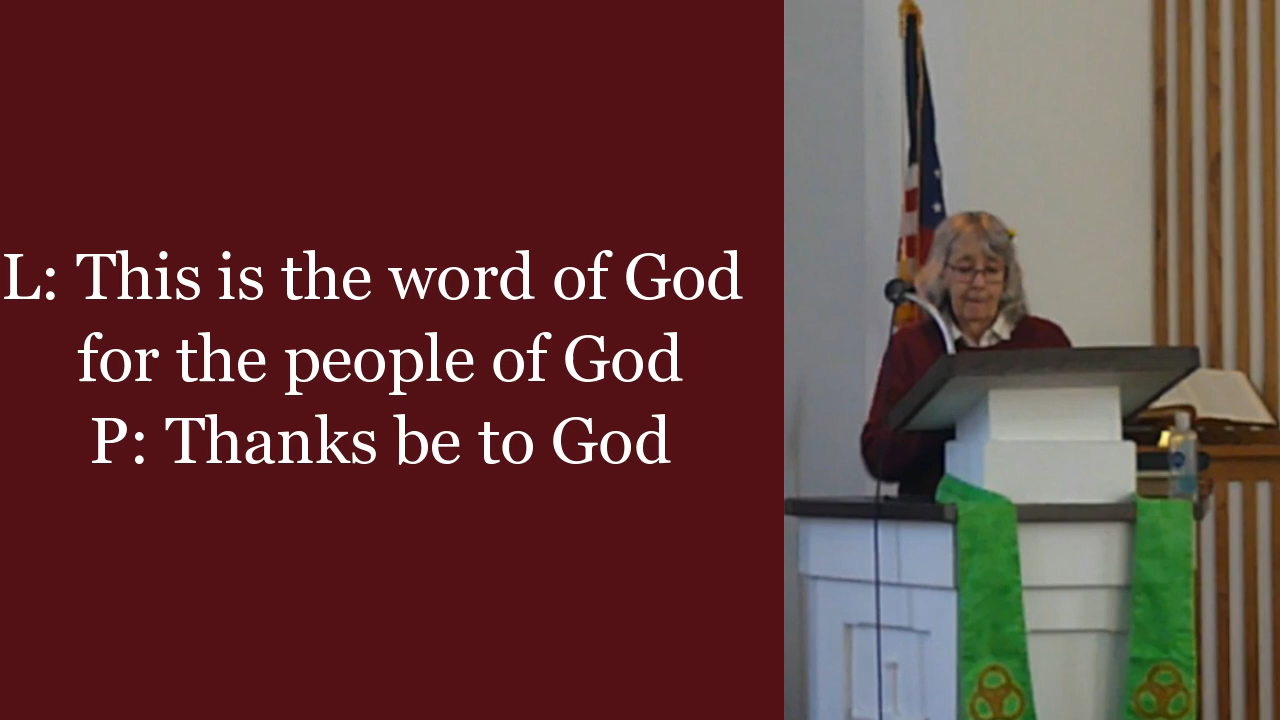 L: This is the word of God
for the people of God
P: Thanks be to God